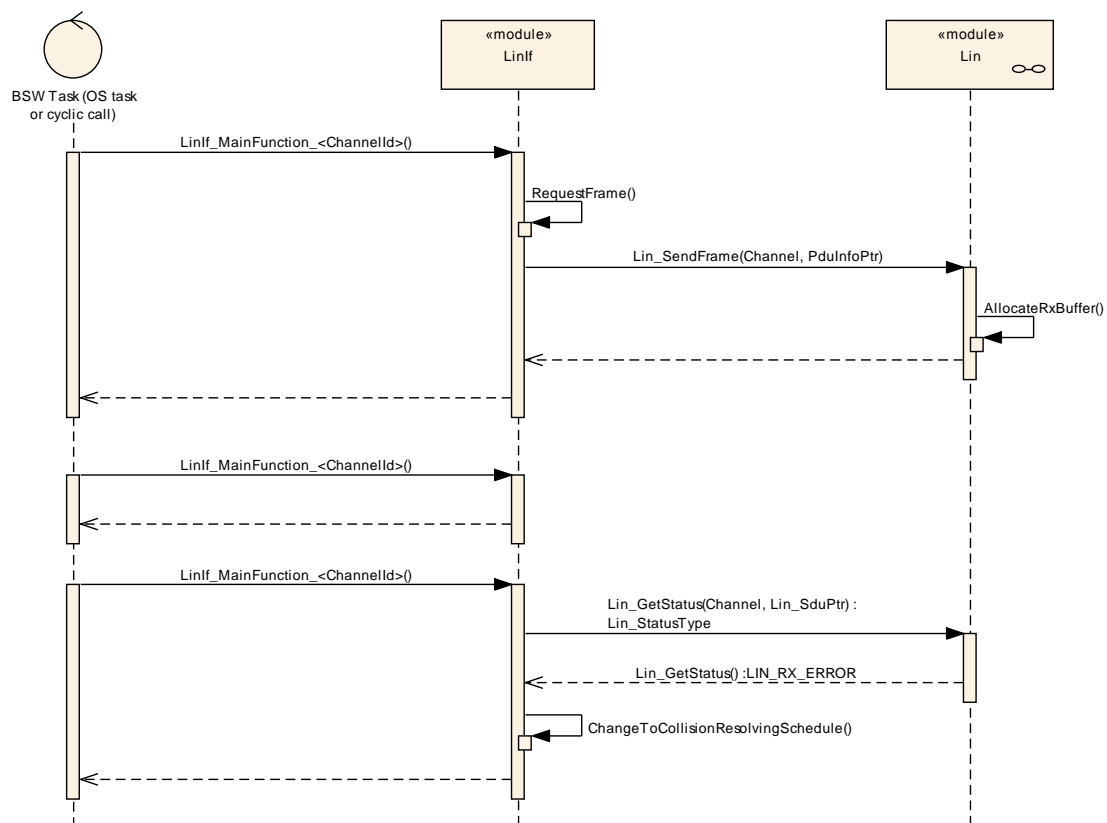 «module»
LinIf
«module»
Lin
BSW Task (OS task
or cyclic call)
LinIf_MainFunction_<ChannelId>()
RequestFrame()
Lin_SendFrame(Channel, PduInfoPtr)
AllocateRxBuffer()
LinIf_MainFunction_<ChannelId>()
LinIf_MainFunction_<ChannelId>()
Lin_GetStatus(Channel, Lin_SduPtr) :
Lin_StatusType
Lin_GetStatus() :LIN_RX_ERROR
ChangeToCollisionResolvingSchedule()